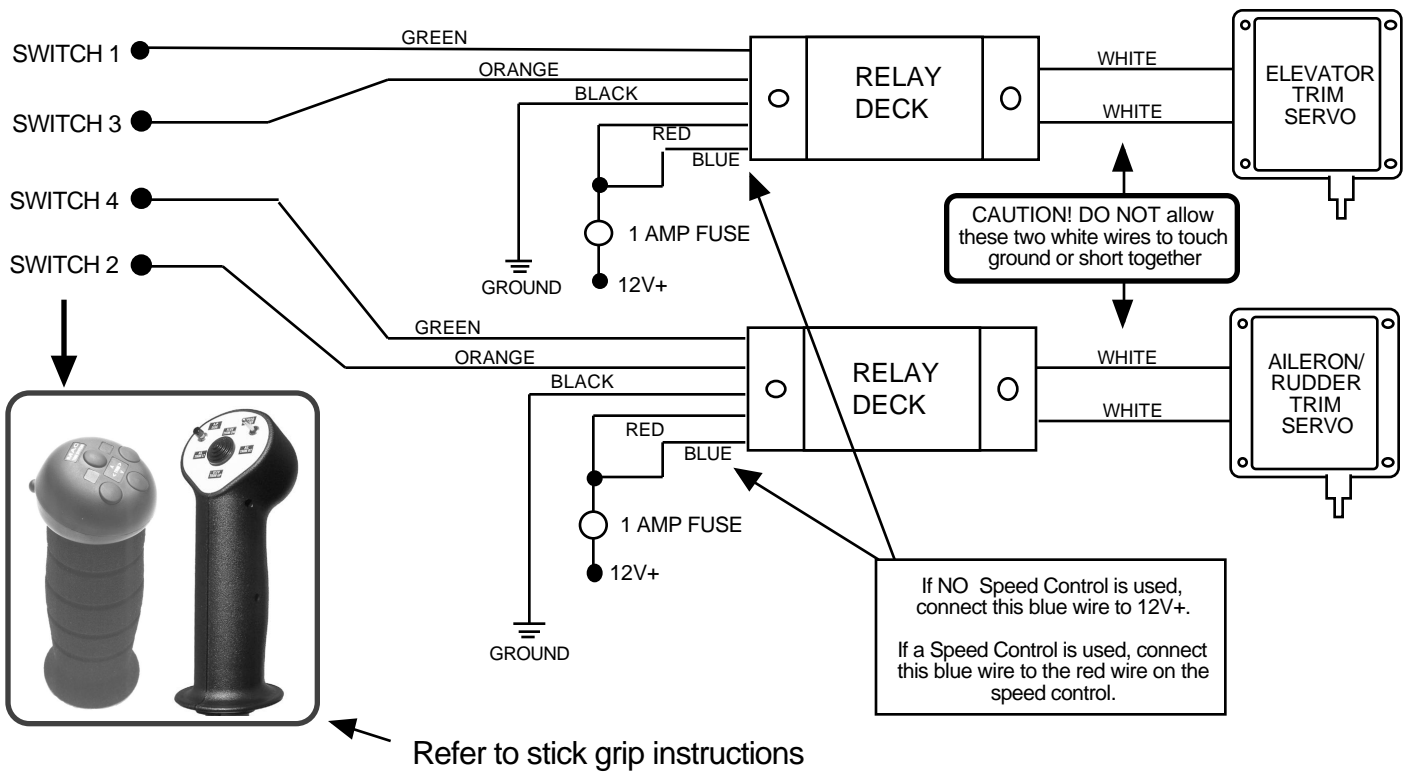 SWITCH 1
GREEN
ORANGE
BLACK
RED
BLUE
RELAY
DECK
WHITE
WHITE
ELEVATOR
TRIM
SERVO
SWITCH 3
SWITCH 4
SWITCH 2
1 AMP FUSE
12V+
GROUND
CAUTION! DO NOT allow
these two white wires to touch
ground or short together
GREEN
ORANGE
BLACK
RED
BLUE
RELAY
DECK
WHITE
WHITE
AILERON/
RUDDER
TRIM
SERVO
1 AMP FUSE
12V+
GROUND
If NO Speed Control is used,
connect this blue wire to 12V+.
If a Speed Control is used, connect
this blue wire to the red wire on the
speed control.
Refer to stick grip instructions